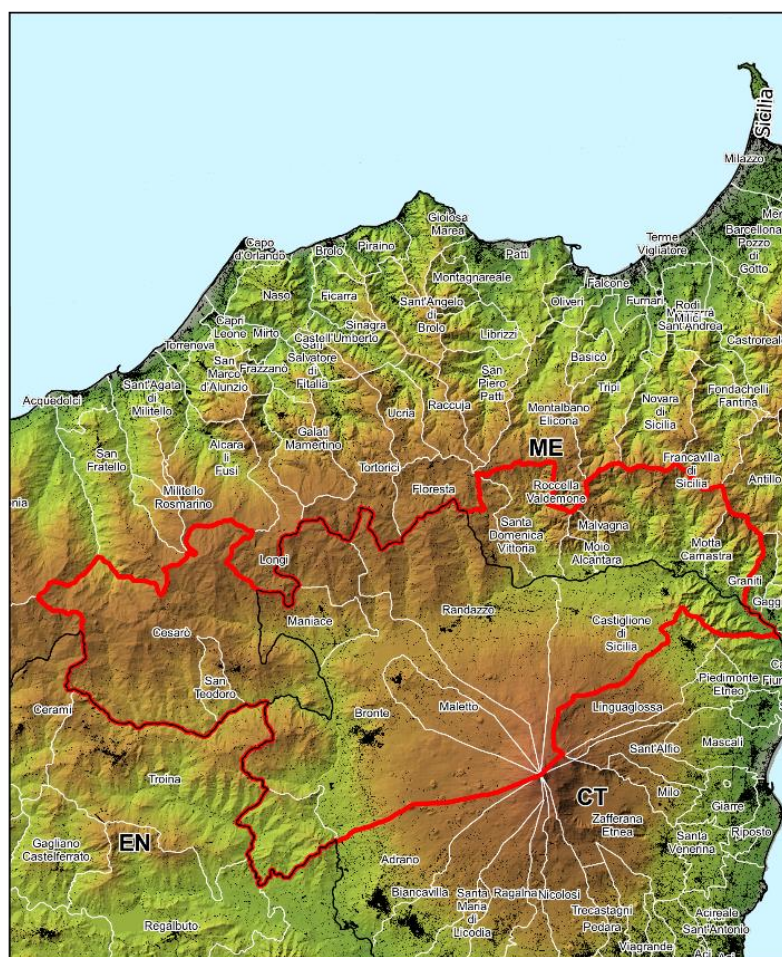 Sicilia
Milazzo
Gioiosa
Marea
Capo
d'Orlando
Brolo
Piraino
Patti
Terme
Vigliatore
Barcellona
Pozzo
di
Gotto
Montagnareale
Falcone
Naso
Ficarra
Sant'Angelo
di
Brolo
Oliveri
Furnari
Rodi
Milici
Sant'Andrea
Capri
Leone
Mirto
Sinagra
Castell'Umberto
Librizzi
Castroreale
Torrenova
San
Salvatore
di
Fitalia
Basicò
San
Marco
d'Alunzio
Frazzanò
San
Piero
Patti
Tripi
Fondachelli
Fantina
Acquedolci
Sant'Agata
di
Militello
Raccuja
Novara
di
Sicilia
Ucria
Montalbano
Elicona
Alcara
li
Fusi
Galati
Mamertino
San
Fratello
ME
Francavilla
di
Sicilia
Tortorici
Antillo
Militello
Rosmarino
Floresta
Roccella
Valdemone
Santa
Domenica
Vittoria
Malvagna
Motta
Camastra
Moio
Alcantara
Longi
Graniti
Gagg
Maniace
Randazzo
Castiglione
di
Sicilia
Cesarò
San
Teodoro
Piedimonte
Etneo
Cerami
Bronte
Maletto
Linguaglossa
Sant'Alfio
Mascali
Troina
CT
Milo
Giarre
Zafferana
Etnea
Riposto
EN
Gagliano
Castelferrato
Santa
Venerina
Adrano
Biancavilla
Santa
Maria
di
Licodia
Ragalna
Nicolosi
Trecastagni
Pedara
Acireale
Sant'Antonio
Regalbuto
Viagrande
Aci